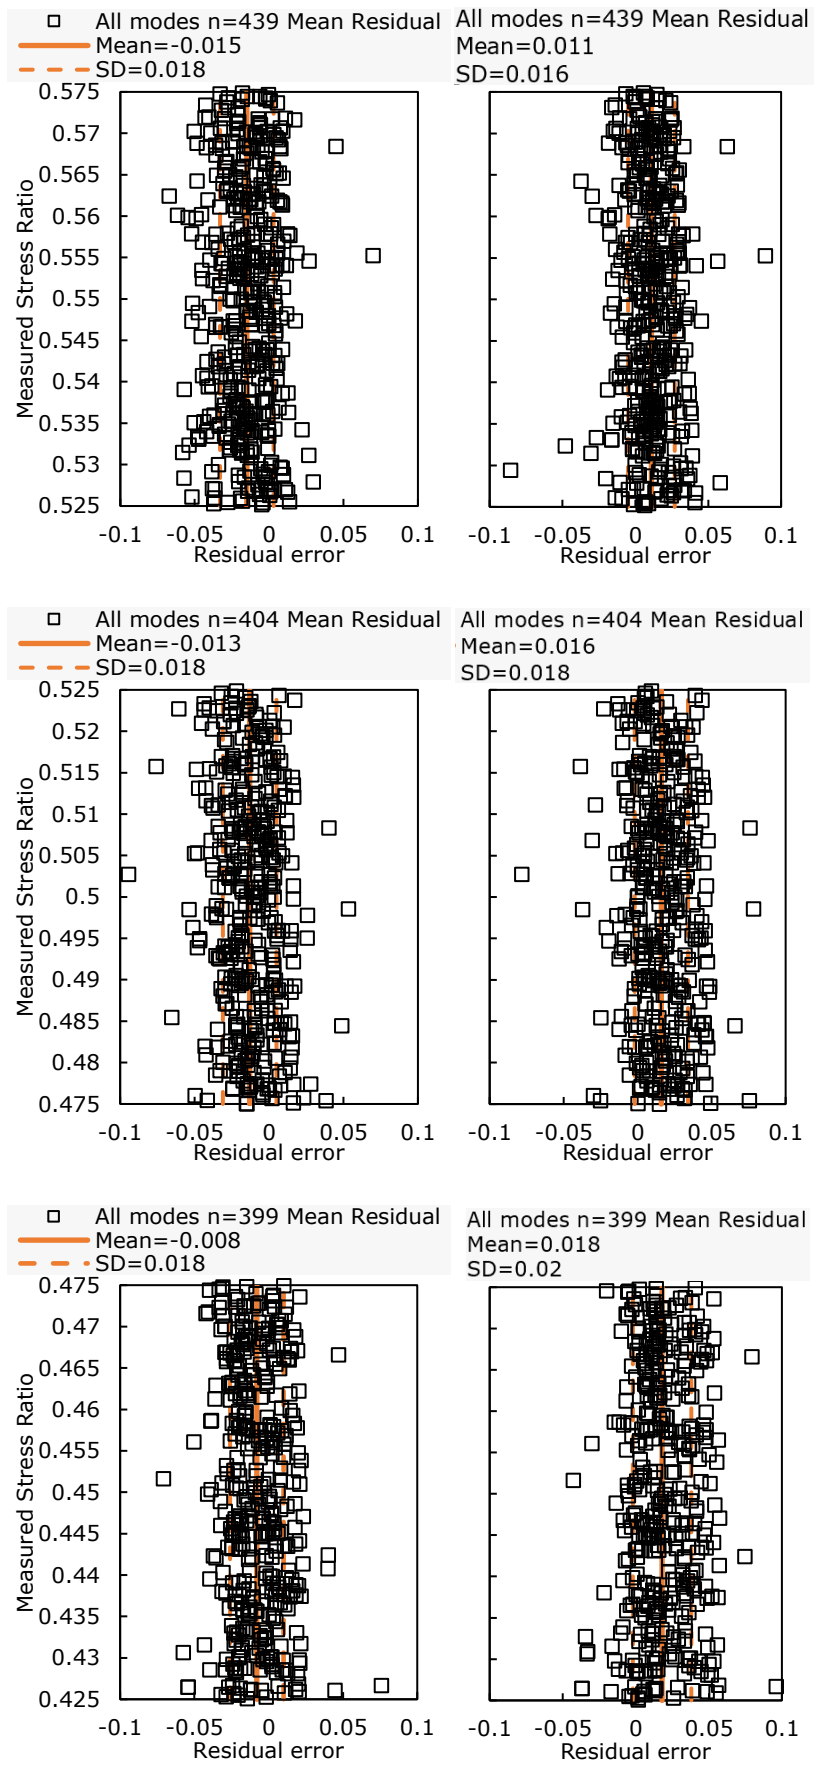 All modes n=439 Mean Residual
Mean=-0.015
SD=0.018
All modes n=439 Mean Residual
Mean=0.011
SD=0.016
Measured Stress Ratio
0.575
0.57
0.565
0.56
0.555
0.55
0.545
0.54
0.535
0.53
0.525
-0.1 -0.05 0 0.05 0.1
Residual error
-0.1 -0.05 0 0.05 0.1
Residual error
All modes n=404 Mean Residual
Mean=-0.013
SD=0.018
All modes n=404 Mean Residual
Mean=0.016
SD=0.018
Measured Stress Ratio
0.525
0.52
0.515
0.51
0.505
0.5
0.495
0.49
0.485
0.48
0.475
-0.1 -0.05 0 0.05 0.1
Residual error
-0.1 -0.05 0 0.05 0.1
Residual error
All modes n=399 Mean Residual
Mean=-0.008
SD=0.018
All modes n=399 Mean Residual
Mean=0.018
SD=0.02
Measured Stress Ratio
0.475
0.47
0.465
0.46
0.455
0.45
0.445
0.44
0.435
0.43
0.425
-0.1 -0.05 0 0.05 0.1
Residual error
-0.1 -0.05 0 0.05 0.1
Residual error